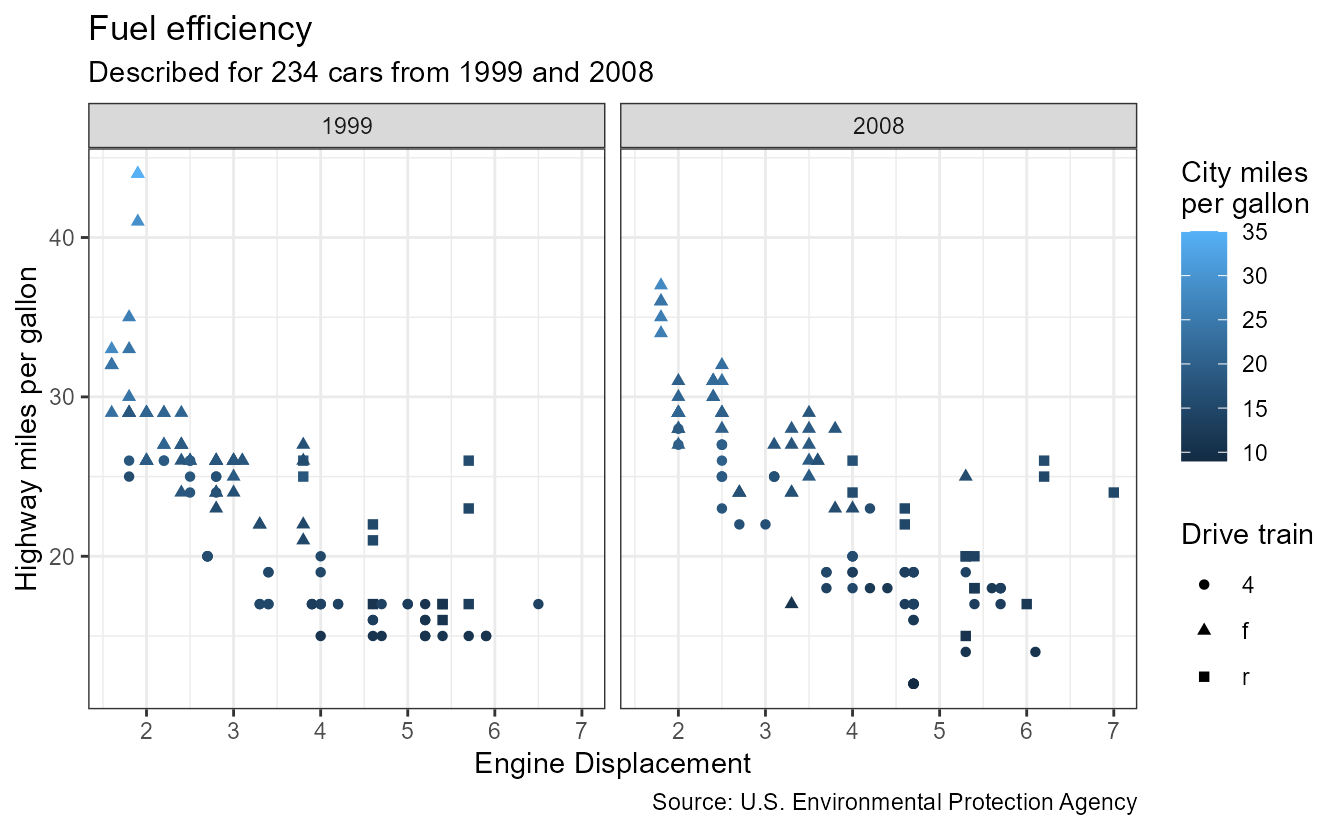 Fuel efficiency
Described for 234 cars from 1999 and 2008
1999
2008
Highway miles per gallon
40
30
20
2 3 4 5 6 7
2 3 4 5 6 7
Engine Displacement
City miles
per gallon
35
30
25
20
15
10
Drive train
4
f
r
Source: U.S. Environmental Protection Agency